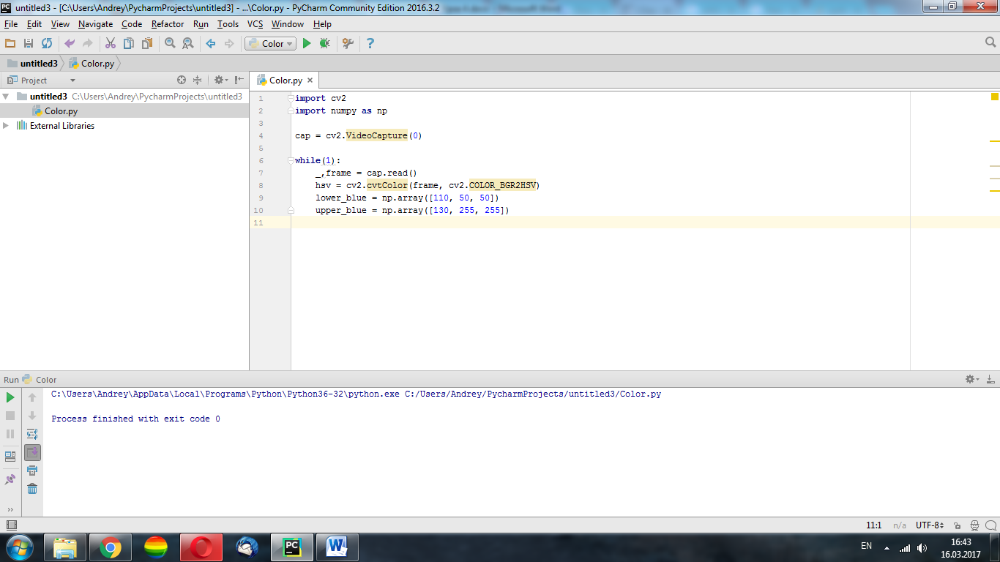 untitled3 - [C:\Users\Andrey\PycharmProjects\untitled3] - ...\Color.py - PyCharm Community Edition 2016.3.2
File Edit View Navigate Code Refactor Run Tools VCS Window Help
Color
untitled3 Color.py
Project
Color.py
untitled3 C:\Users\Andrey\PycharmProjects\untitled3
Color.py
External Libraries
1 import cv2
2 import numpy as np
3
4 cap = cv2.VideoCapture(0)
5
6 while(1):
7 _,frame = cap.read()
8 hsv = cv2.cvtColor(frame, cv2.COLOR_BGR2HSV)
9 lower_blue = np.array([110, 50, 50])
10 upper_blue = np.array([130, 255, 255])
11
Run Color
C:\Users\Andrey\AppData\Local\Programs\Python\Python36-32\python.exe C:/Users/Andrey/PycharmProjects/untitled3/Color.py
Process finished with exit code 0
11:1 n/a UTF-8
PC
W
EN
16:43
16.03.2017